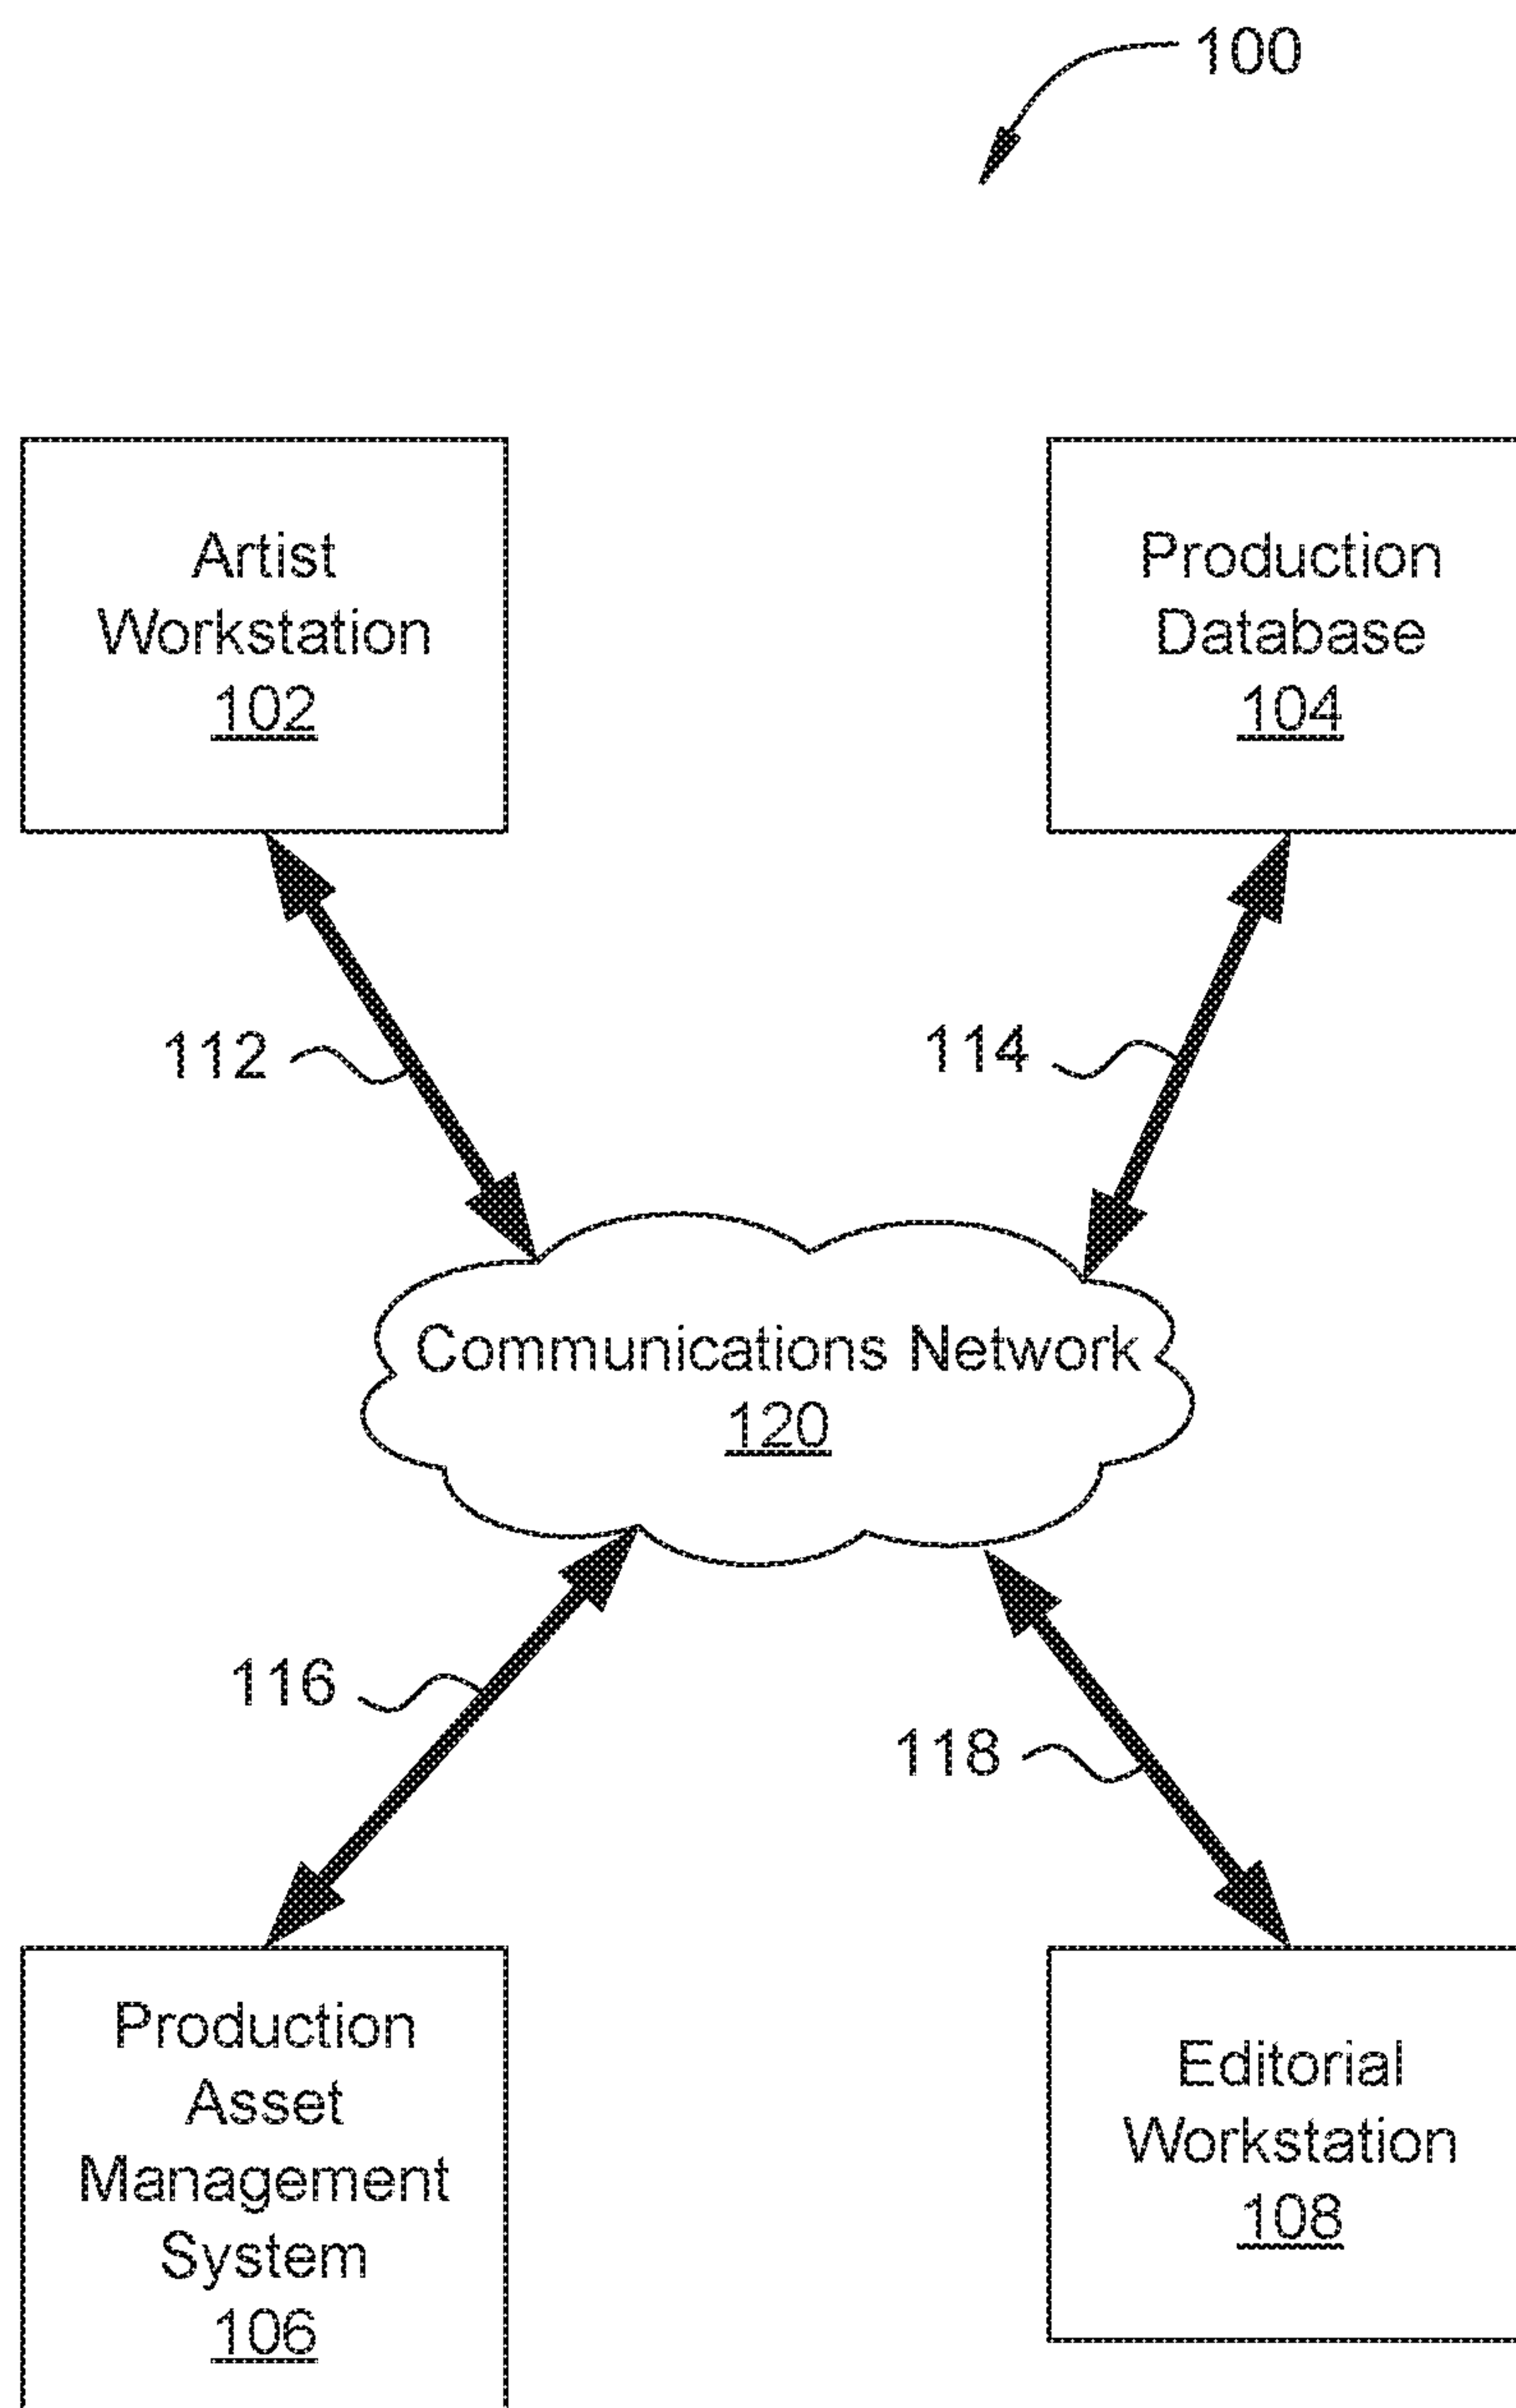 100
Artist
Workstation
102
Production
Database
104
112
114
Communications Network
120
116
118
Production
Asset
Management
System
106
Editorial
Workstation
108